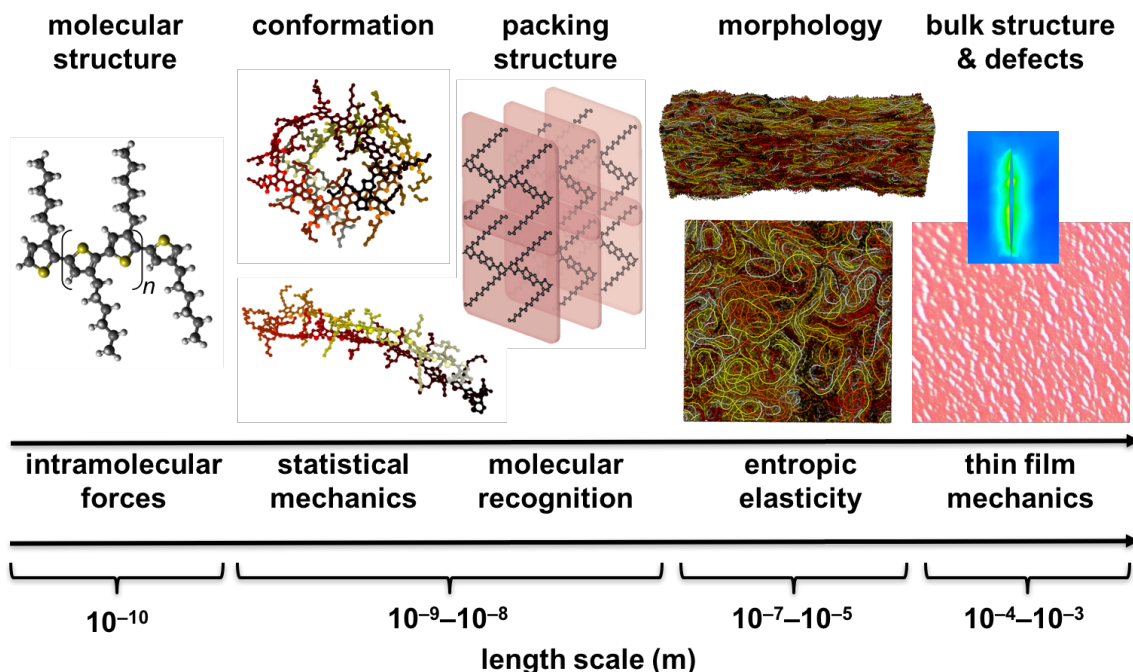 molecular
structure
conformation
packing
structure
morphology
bulk structure
& defects
n
intramolecular
forces
statistical
mechanics
molecular
recognition
entropic
elasticity
thin film
mechanics
10⁻¹⁰
10⁻⁹–10⁻⁸
10⁻⁷–10⁻⁵
10⁻⁴–10⁻³
length scale (m)